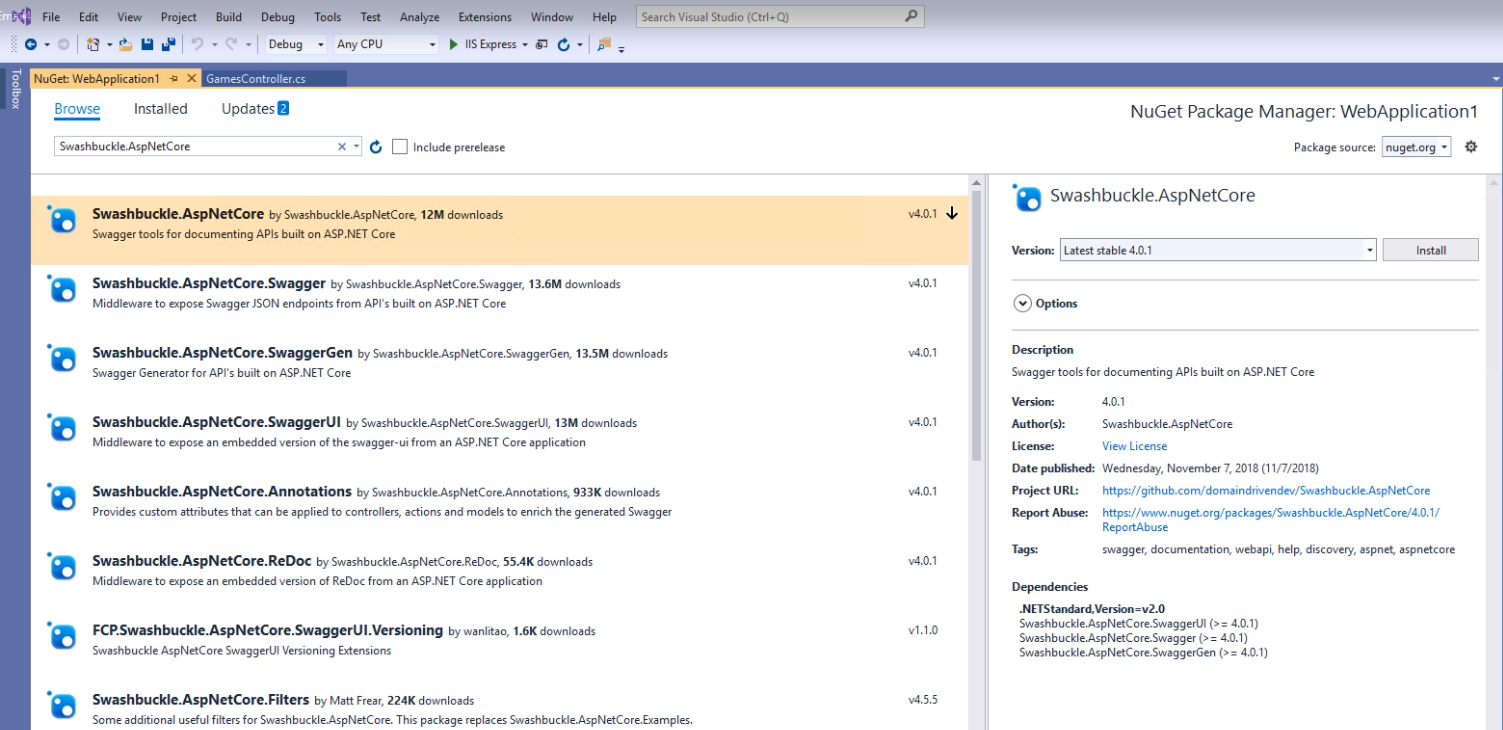 File Edit View Project Build Debug Tools Test Analyze Extensions Window Help Search Visual Studio (Ctrl+Q)
Debug Any CPU IIS Express
Toolbox
NuGet: WebApplication1 GamesController.cs
Browse Installed Updates 2
NuGet Package Manager: WebApplication1
Swashbuckle.AspNetCore Include prerelease
Package source: nuget.org
Swashbuckle.AspNetCore by Swashbuckle.AspNetCore, 12M downloads v4.0.1
Swagger tools for documenting APIs built on ASP.NET Core
Swashbuckle.AspNetCore.Swagger by Swashbuckle.AspNetCore.Swagger, 13.6M downloads v4.0.1
Middleware to expose Swagger JSON endpoints from API's built on ASP.NET Core
Swashbuckle.AspNetCore.SwaggerGen by Swashbuckle.AspNetCore.SwaggerGen, 13.5M downloads v4.0.1
Swagger Generator for API's built on ASP.NET Core
Swashbuckle.AspNetCore.SwaggerUI by Swashbuckle.AspNetCore.SwaggerUI, 13M downloads v4.0.1
Middleware to expose an embedded version of the swagger-ui from an ASP.NET Core application
Swashbuckle.AspNetCore.Annotations by Swashbuckle.AspNetCore.Annotations, 933K downloads v4.0.1
Provides custom attributes that can be applied to controllers, actions and models to enrich the generated Swagger
Swashbuckle.AspNetCore.ReDoc by Swashbuckle.AspNetCore.ReDoc, 55.4K downloads v4.0.1
Middleware to expose an embedded version of ReDoc from an ASP.NET Core application
FCP.Swashbuckle.AspNetCore.SwaggerUI.Versioning by wanlitao, 1.6K downloads v1.1.0
Swashbuckle AspNetCore SwaggerUI Versioning Extensions
Swashbuckle.AspNetCore.Filters by Matt Frear, 224K downloads v4.5.5
Some additional useful filters for Swashbuckle.AspNetCore. This package replaces Swashbuckle.AspNetCore.Examples.
Swashbuckle.AspNetCore
Version: Latest stable 4.0.1 Install
Options
Description
Swagger tools for documenting APIs built on ASP.NET Core
Version: 4.0.1
Author(s): Swashbuckle.AspNetCore
License: View License
Date published: Wednesday, November 7, 2018 (11/7/2018)
Project URL: https://github.com/domaindrivendev/Swashbuckle.AspNetCore
Report Abuse: https://www.nuget.org/packages/Swashbuckle.AspNetCore/4.0.1/
ReportAbuse
Tags: swagger, documentation, webapi, help, discovery, aspnet, aspnetcore
Dependencies
.NETStandard,Version=v2.0
Swashbuckle.AspNetCore.SwaggerUI (>= 4.0.1)
Swashbuckle.AspNetCore.Swagger (>= 4.0.1)
Swashbuckle.AspNetCore.SwaggerGen (>= 4.0.1)